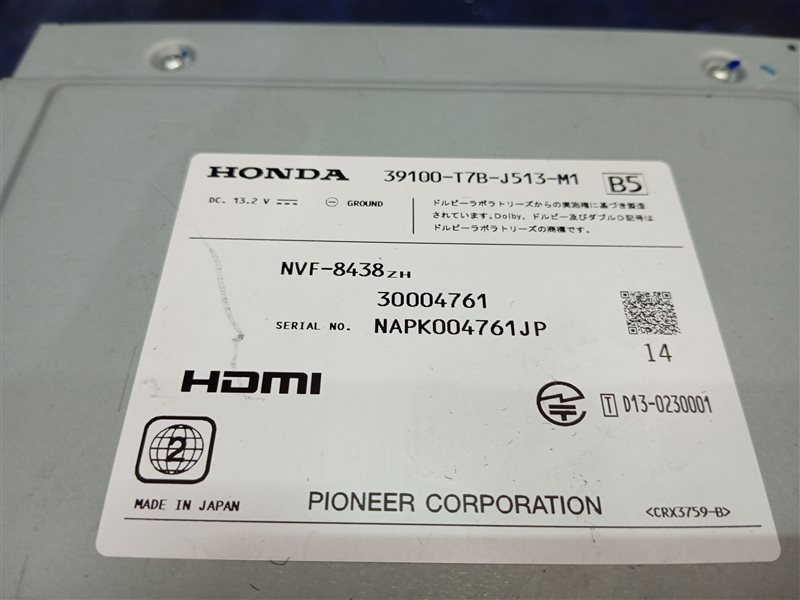 HONDA 39100-T7B-J513-M1 B5
DC. 13.2 V GROUND
ドルビーラボラトリーズからの実施権に基づき製造
されています。Dolby、ドルビー及びダブルD記号は
ドルビーラボラトリーズの商標です。
NVF-8438ZH
30004761
SERIAL NO. NAPK004761JP
14
HDMI
T D13-0230001
2
MADE IN JAPAN
PIONEER CORPORATION
<CRX3759-B>